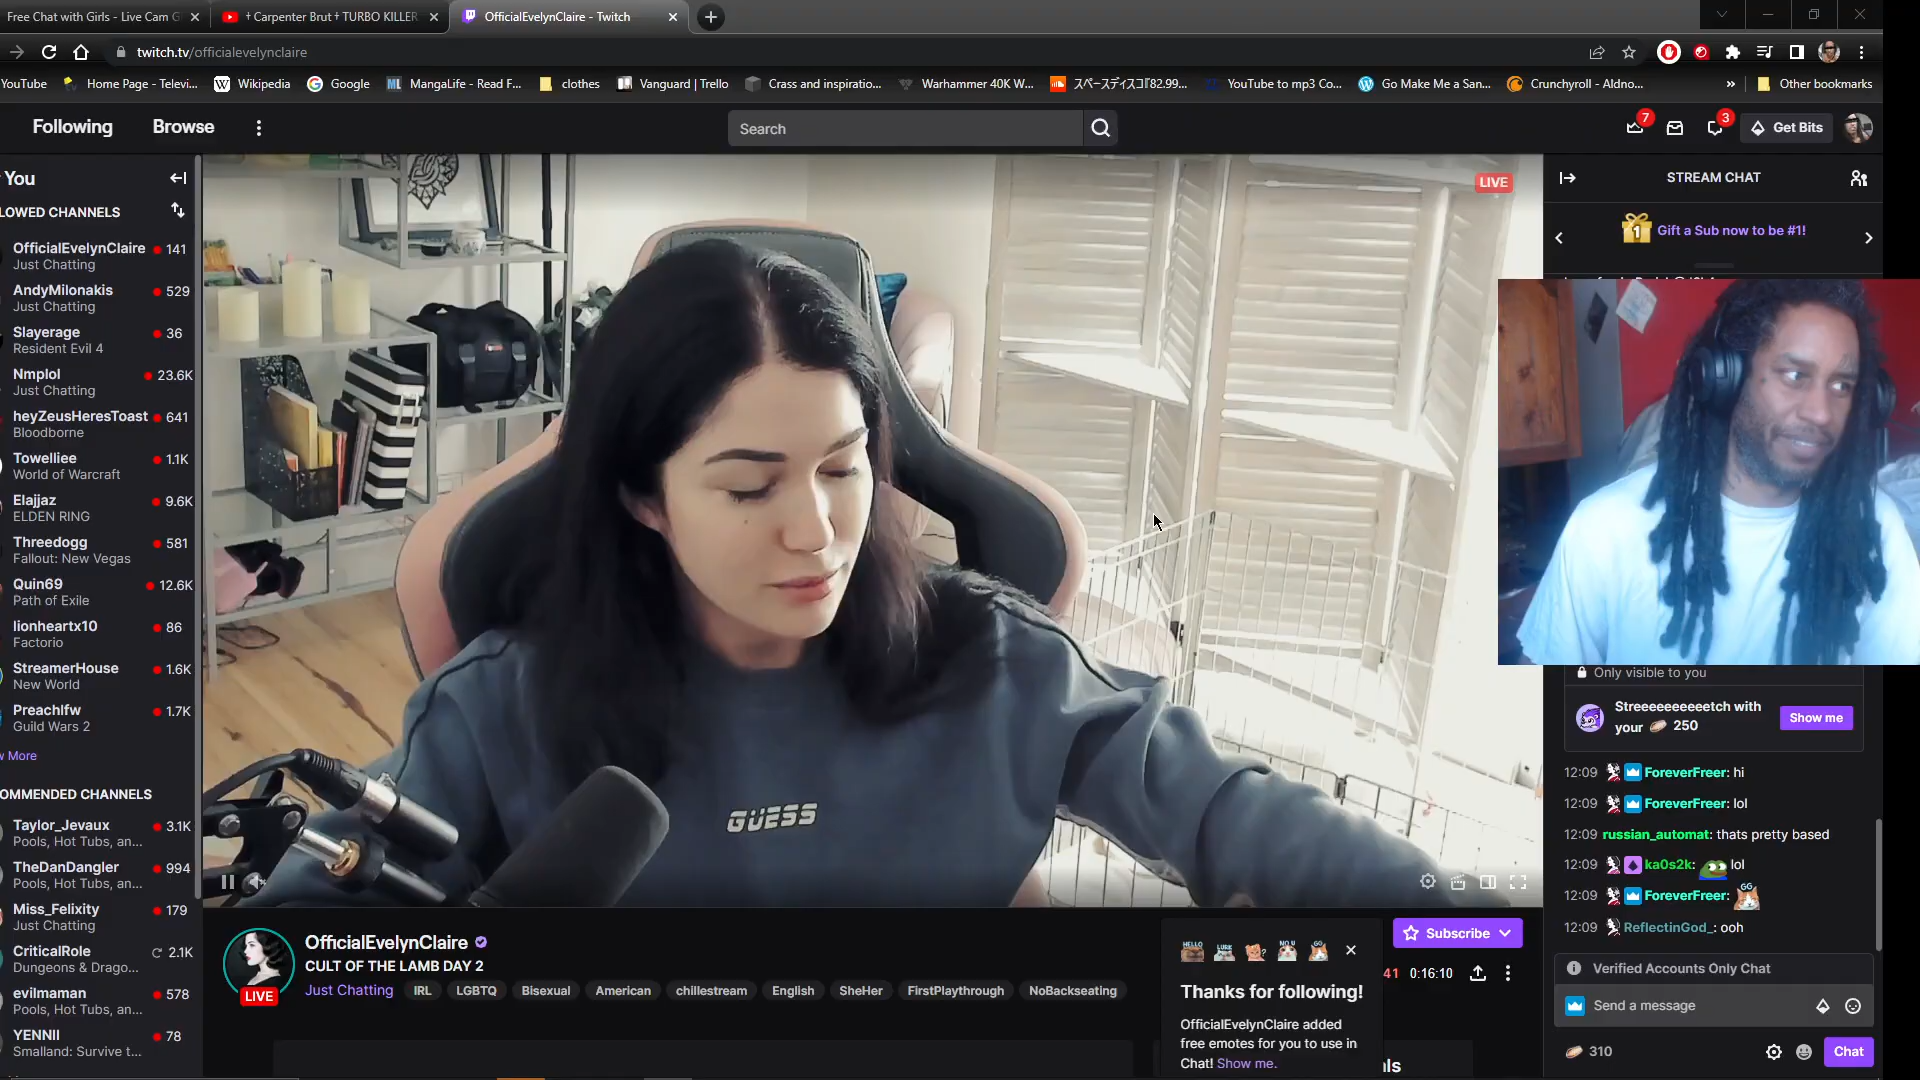 Free Chat with Girls - Live Cam G
† Carpenter Brut † TURBO KILLER
OfficialEvelynClaire - Twitch
twitch.tv/officialevelynclaire
YouTube
Home Page - Televi...
Wikipedia
Google
MangaLife - Read F...
clothes
Vanguard | Trello
Crass and inspiratio...
Warhammer 40K W...
スペースディスコ『82.99...
YouTube to mp3 Co...
Go Make Me a San...
Crunchyroll - Aldno...
»
Other bookmarks
Following
Browse
Search
7
3
Get Bits
You
LOWED CHANNELS
OfficialEvelynClaire 141
Just Chatting
AndyMilonakis 529
Just Chatting
Slayerage 36
Resident Evil 4
Nmplol 23.6K
Just Chatting
heyZeusHeresToast 641
Bloodborne
Towelliee 1.1K
World of Warcraft
Elajjaz 9.6K
ELDEN RING
Threedogg 581
Fallout: New Vegas
Quin69 12.6K
Path of Exile
lionheartx10 86
Factorio
StreamerHouse 1.6K
New World
Preachlfw 1.7K
Guild Wars 2
w More
OMMENDED CHANNELS
Taylor_Jevaux 3.1K
Pools, Hot Tubs, an...
TheDanDangler 994
Pools, Hot Tubs, an...
Miss_Felixity 179
Just Chatting
CriticalRole 2.1K
Dungeons & Drago...
evilmaman 578
Pools, Hot Tubs, an...
YENNII 78
Smalland: Survive t...
LIVE
GUESS
OfficialEvelynClaire
CULT OF THE LAMB DAY 2
LIVE
Just Chatting IRL LGBTQ Bisexual American chillestream English SheHer FirstPlaythrough NoBackseating
HELLO LURK NO U GG
Thanks for following!
OfficialEvelynClaire added
free emotes for you to use in
Chat! Show me.
Subscribe
41 0:16:10
ls
STREAM CHAT
1 Gift a Sub now to be #1!
Only visible to you
Streeeeeeeeeetch with
your 250
Show me
12:09 ForeverFreer: hi
12:09 ForeverFreer: lol
12:09 russian_automat: thats pretty based
12:09 ka0s2k: lol
12:09 ForeverFreer: GG
12:09 ReflectinGod_: ooh
Verified Accounts Only Chat
Send a message
310
Chat